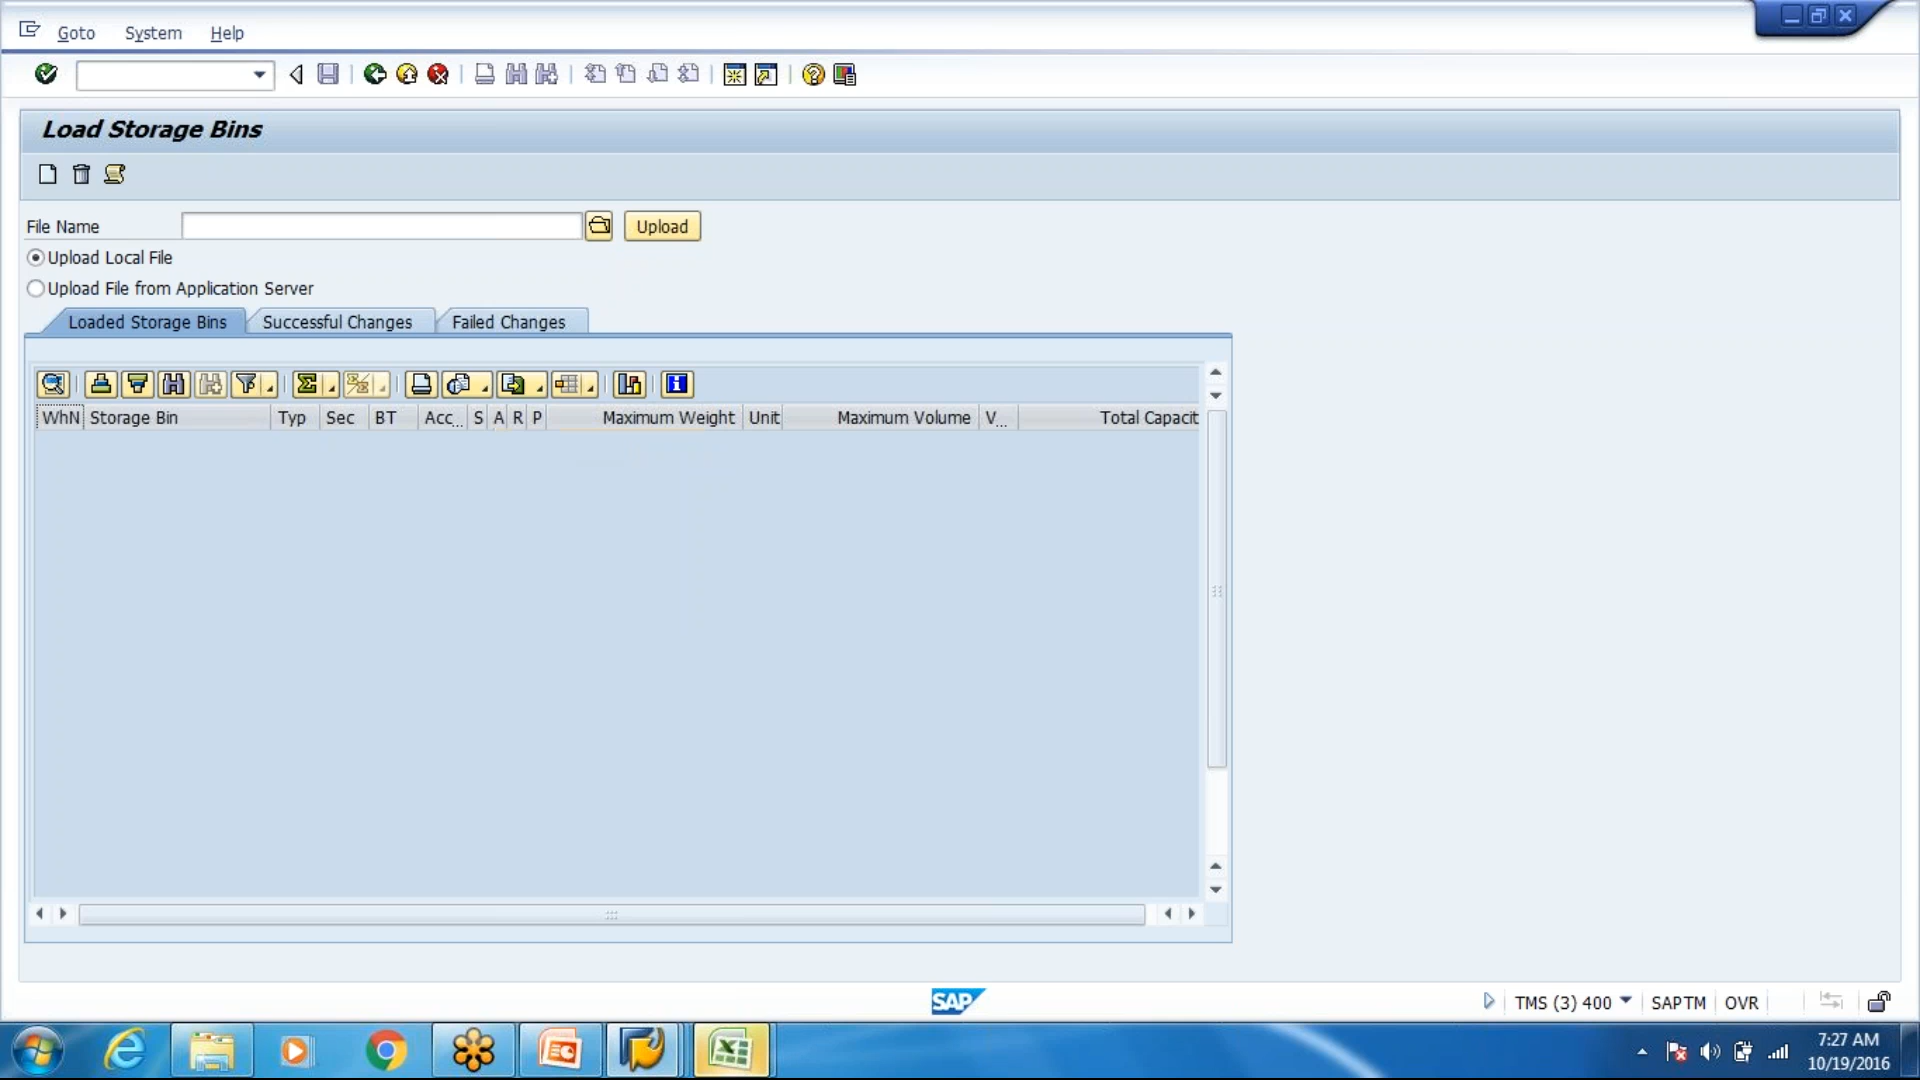 Goto System Help
Load Storage Bins
File Name Upload
Upload Local File
Upload File from Application Server
Loaded Storage Bins Successful Changes Failed Changes
WhN Storage Bin Typ Sec BT Acc... S A R P Maximum Weight Unit Maximum Volume V... Total Capacit
SAP TMS (3) 400 SAPTM OVR
7:27 AM
10/19/2016